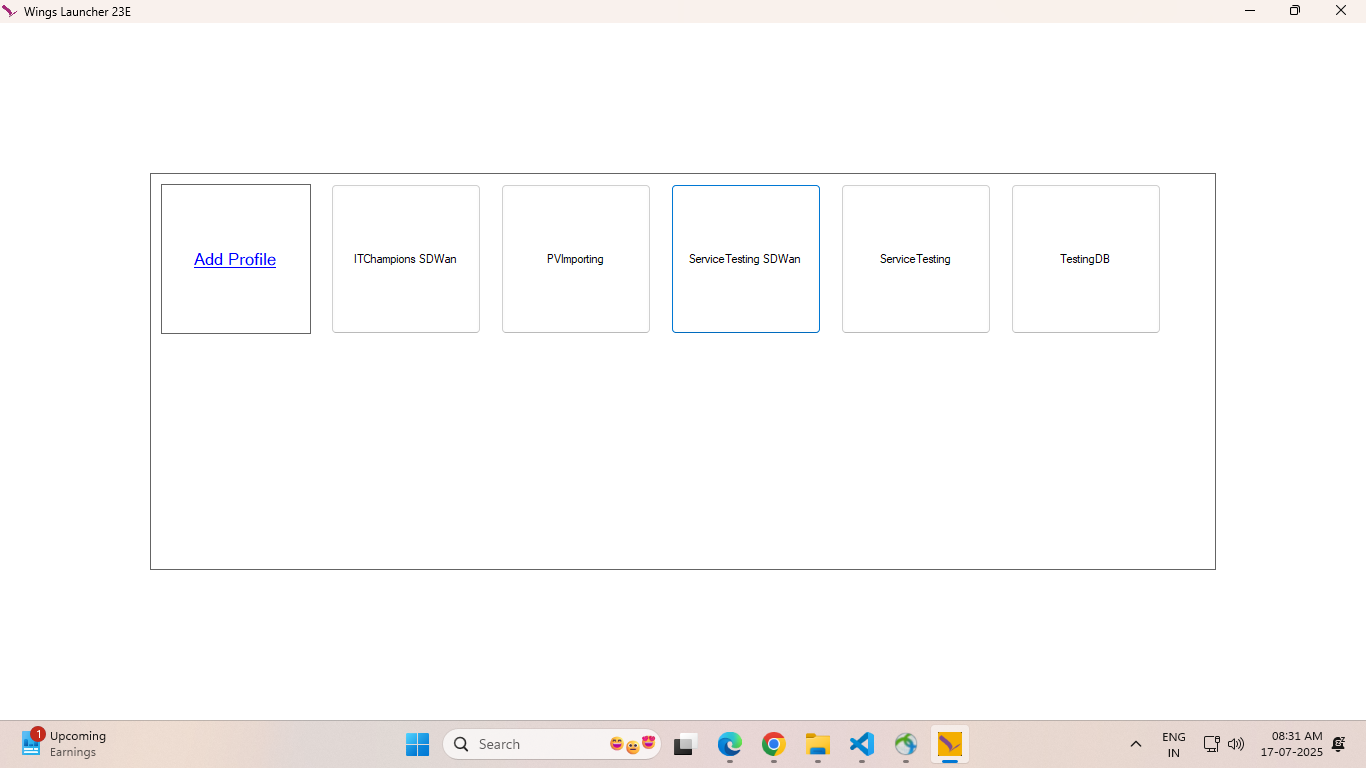 Wings Launcher 23E
Add Profile
ITChampions SDWan
PVImporting
ServiceTesting SDWan
ServiceTesting
TestingDB
1
Upcoming
Earnings
Search
ENG
IN
08:31 AM
17-07-2025